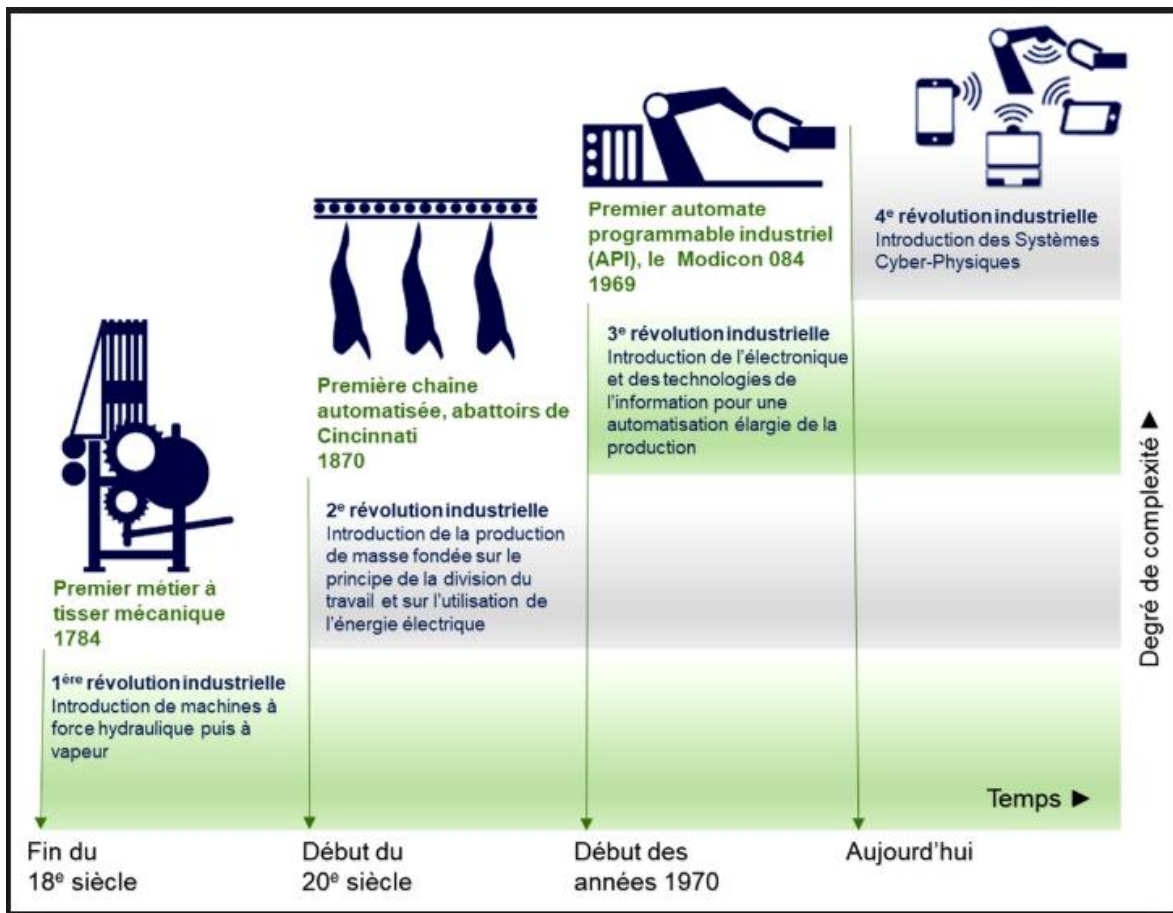 Premier métier à
tisser mécanique
1784
1ère révolution industrielle
Introduction de machines à
force hydraulique puis à
vapeur
Première chaîne
automatisée, abattoirs de
Cincinnati
1870
2e révolution industrielle
Introduction de la production
de masse fondée sur le
principe de la division du
travail et sur l'utilisation de
l'énergie électrique
Premier automate
programmable industriel
(API), le Modicon 084
1969
3e révolution industrielle
Introduction de l'électronique
et des technologies de
l'information pour une
automatisation élargie de la
production
4e révolution industrielle
Introduction des Systèmes
Cyber-Physiques
Degré de complexité ►
Temps ►
Fin du
18e siècle
Début du
20e siècle
Début des
années 1970
Aujourd'hui